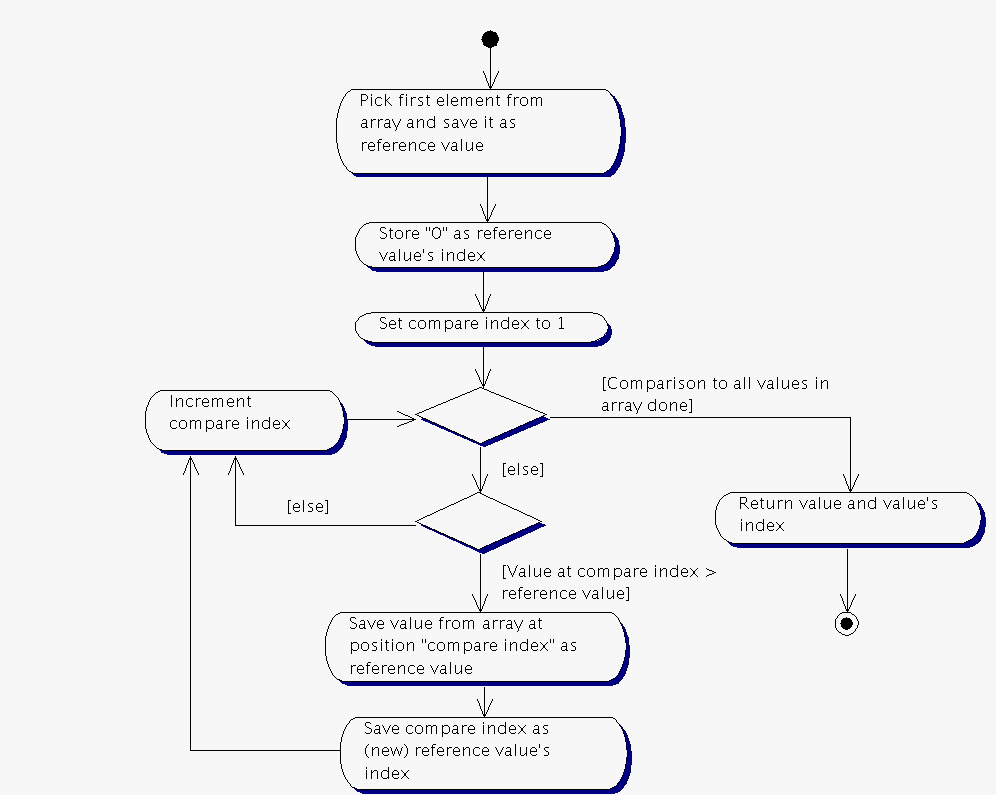 Pick first element from
array and save it as
reference value
Store "0" as reference
value's index
Set compare index to 1
[Comparison to all values in
array done]
Increment
compare index
[else]
[else]
Return value and value's
index
[Value at compare index >
reference value]
Save value from array at
position "compare index" as
reference value
Save compare index as
(new) reference value's
index